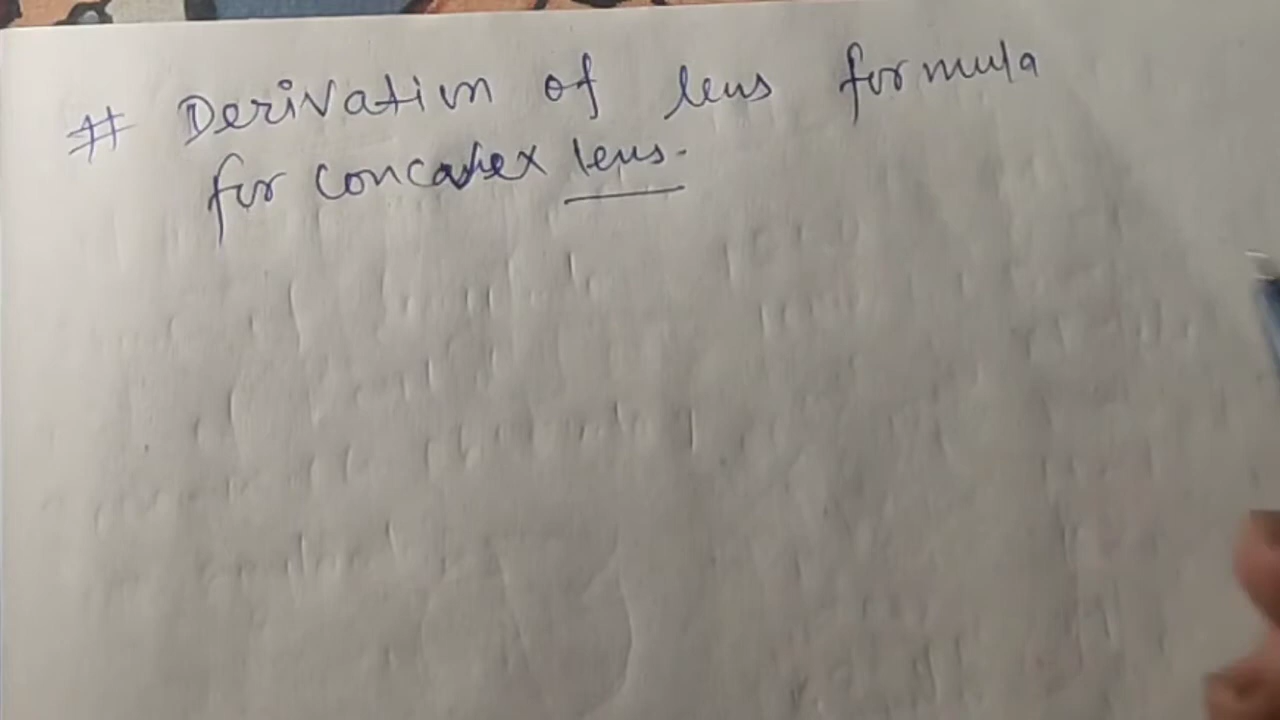 # Derivation of lens formula
for concavex lens.